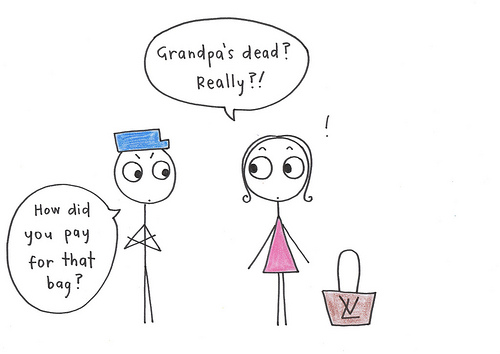 Grandpa's dead?
Really?!
!
How did
you pay
for that
bag?
LV